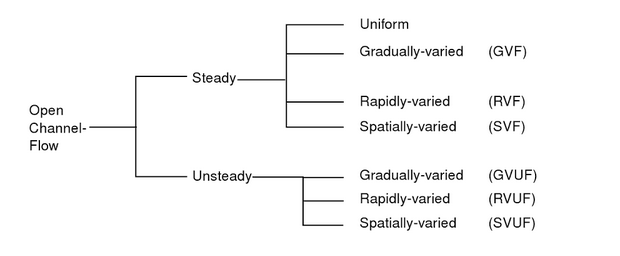 Uniform
Gradually-varied (GVF)
Steady
Rapidly-varied (RVF)
Open
Channel-
Flow
Spatially-varied (SVF)
Unsteady
Gradually-varied (GVUF)
Rapidly-varied (RVUF)
Spatially-varied (SVUF)